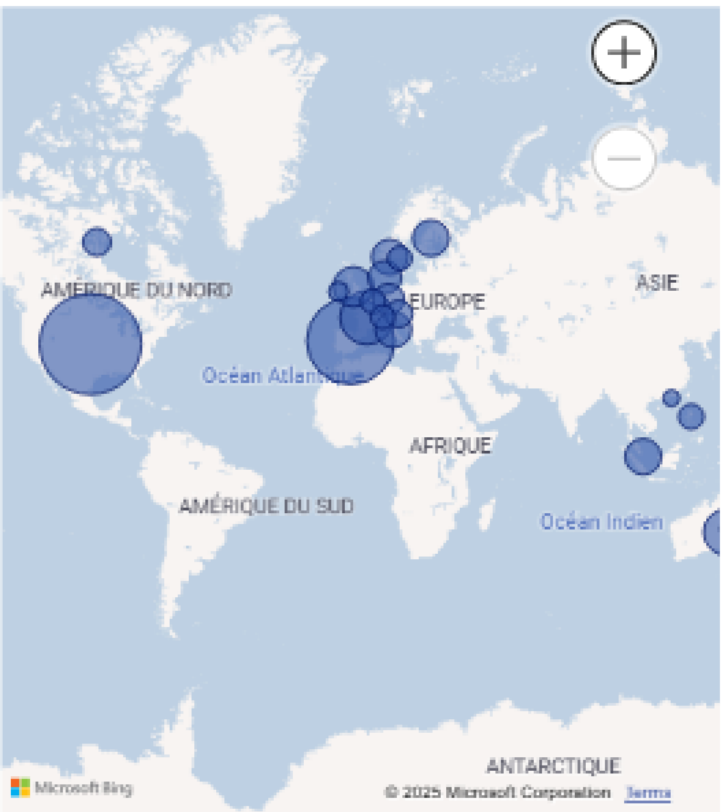 +
−
AMÉRIQUE DU NORD
EUROPE
ASIE
Océan Atlantique
AFRIQUE
AMÉRIQUE DU SUD
Océan Indien
ANTARCTIQUE
Microsoft Bing
© 2025 Microsoft Corporation Terms